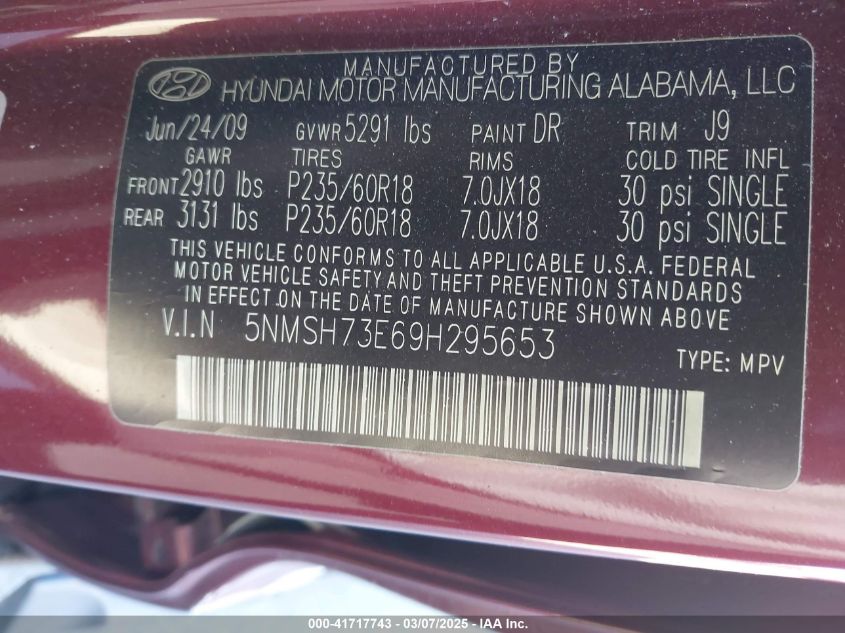 MANUFACTURED BY
HYUNDAI MOTOR MANUFACTURING ALABAMA, LLC
Jun/24/09 GVWR 5291 lbs PAINT DR TRIM J9
GAWR TIRES RIMS COLD TIRE INFL
FRONT 2910 lbs P235/60R18 7.0JX18 30 psi SINGLE
REAR 3131 lbs P235/60R18 7.0JX18 30 psi SINGLE
THIS VEHICLE CONFORMS TO ALL APPLICABLE U.S.A. FEDERAL
MOTOR VEHICLE SAFETY AND THEFT PREVENTION STANDARDS
IN EFFECT ON THE DATE OF MANUFACTURE SHOWN ABOVE
V.I.N 5NMSH73E69H295653
TYPE: MPV
000-41717743 — 03/07/2025 — IAA Inc.